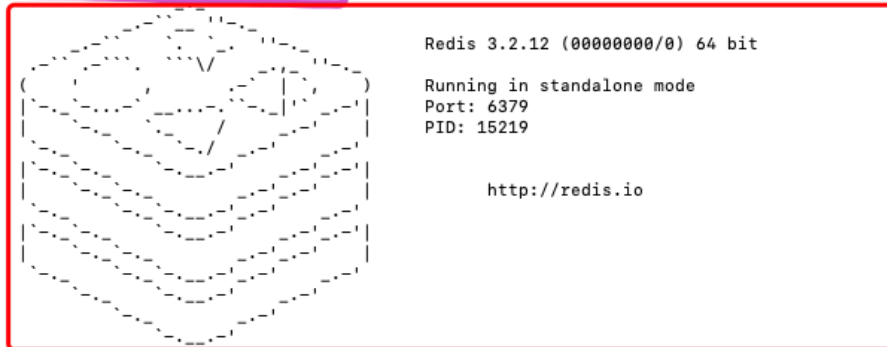 Redis 3.2.12 (00000000/0) 64 bit
Running in standalone mode
Port: 6379
PID: 15219
http://redis.io